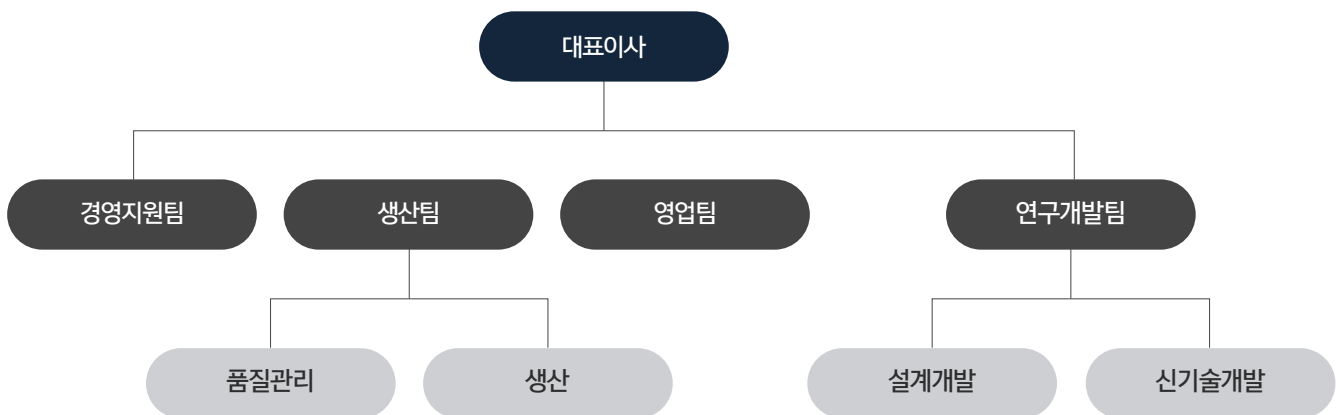 대표이사
경영지원팀
생산팀
영업팀
연구개발팀
품질관리
생산
설계개발
신기술개발